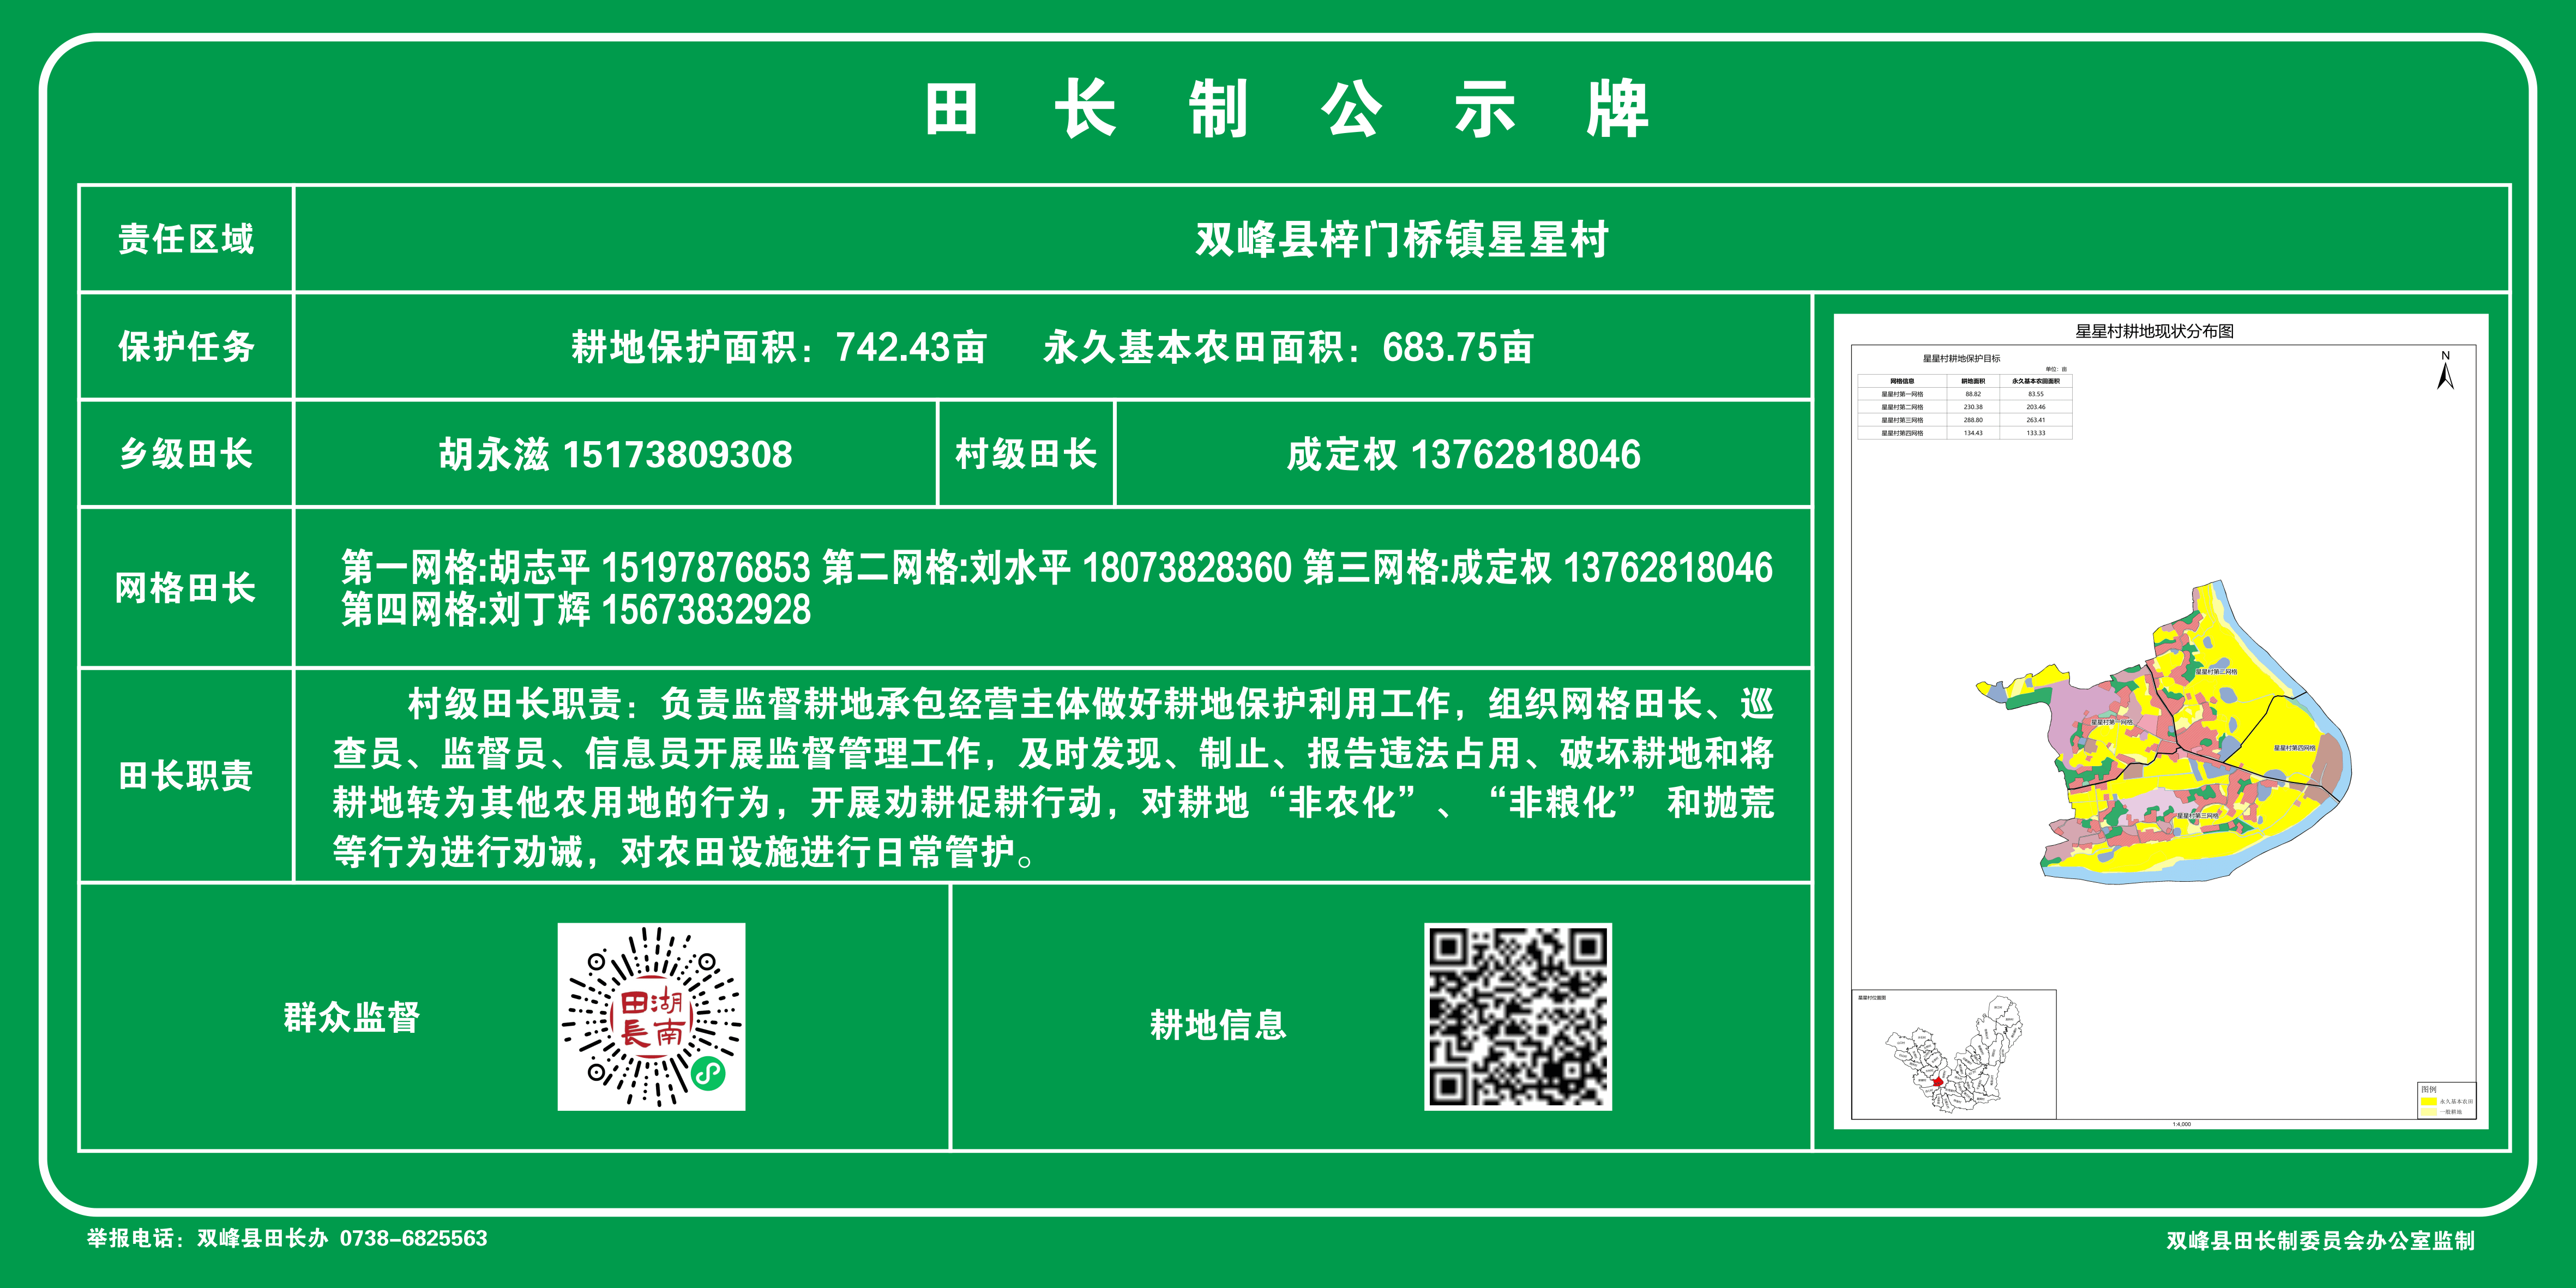 田长制公示牌
责任区域
双峰县梓门桥镇星星村
保护任务
耕地保护面积：742.43亩 永久基本农田面积：683.75亩
乡级田长
胡永滋 15173809308
村级田长
成定权 13762818046
网格田长
第一网格:胡志平 15197876853 第二网格:刘水平 18073828360 第三网格:成定权 13762818046
第四网格:刘丁辉 15673832928
田长职责
村级田长职责：负责监督耕地承包经营主体做好耕地保护利用工作，组织网格田长、巡
查员、监督员、信息员开展监督管理工作，及时发现、制止、报告违法占用、破坏耕地和将
耕地转为其他农用地的行为，开展劝耕促耕行动，对耕地“非农化”、“非粮化” 和抛荒
等行为进行劝诫，对农田设施进行日常管护。
群众监督
湖南
田長
耕地信息
星星村耕地现状分布图
星星村耕地保护目标
单位：亩
网格信息 耕地面积 永久基本农田面积
星星村第一网格 88.82 83.55
星星村第二网格 230.38 203.46
星星村第三网格 288.80 263.41
星星村第四网格 134.43 133.33
N
星星村第二网格
星星村第一网格
星星村第四网格
星星村第三网格
星星村位置图
图例
永久基本农田
一般耕地
1:4,000
举报电话：双峰县田长办 0738-6825563
双峰县田长制委员会办公室监制